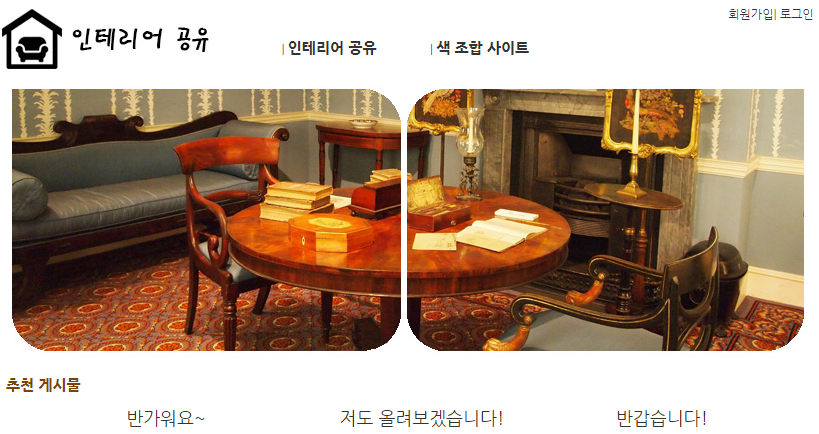 회원가입| 로그인
인테리어 공유
| 인테리어 공유
| 색 조합 사이트
추천 게시물
반가워요~
저도 올려보겠습니다!
반갑습니다!